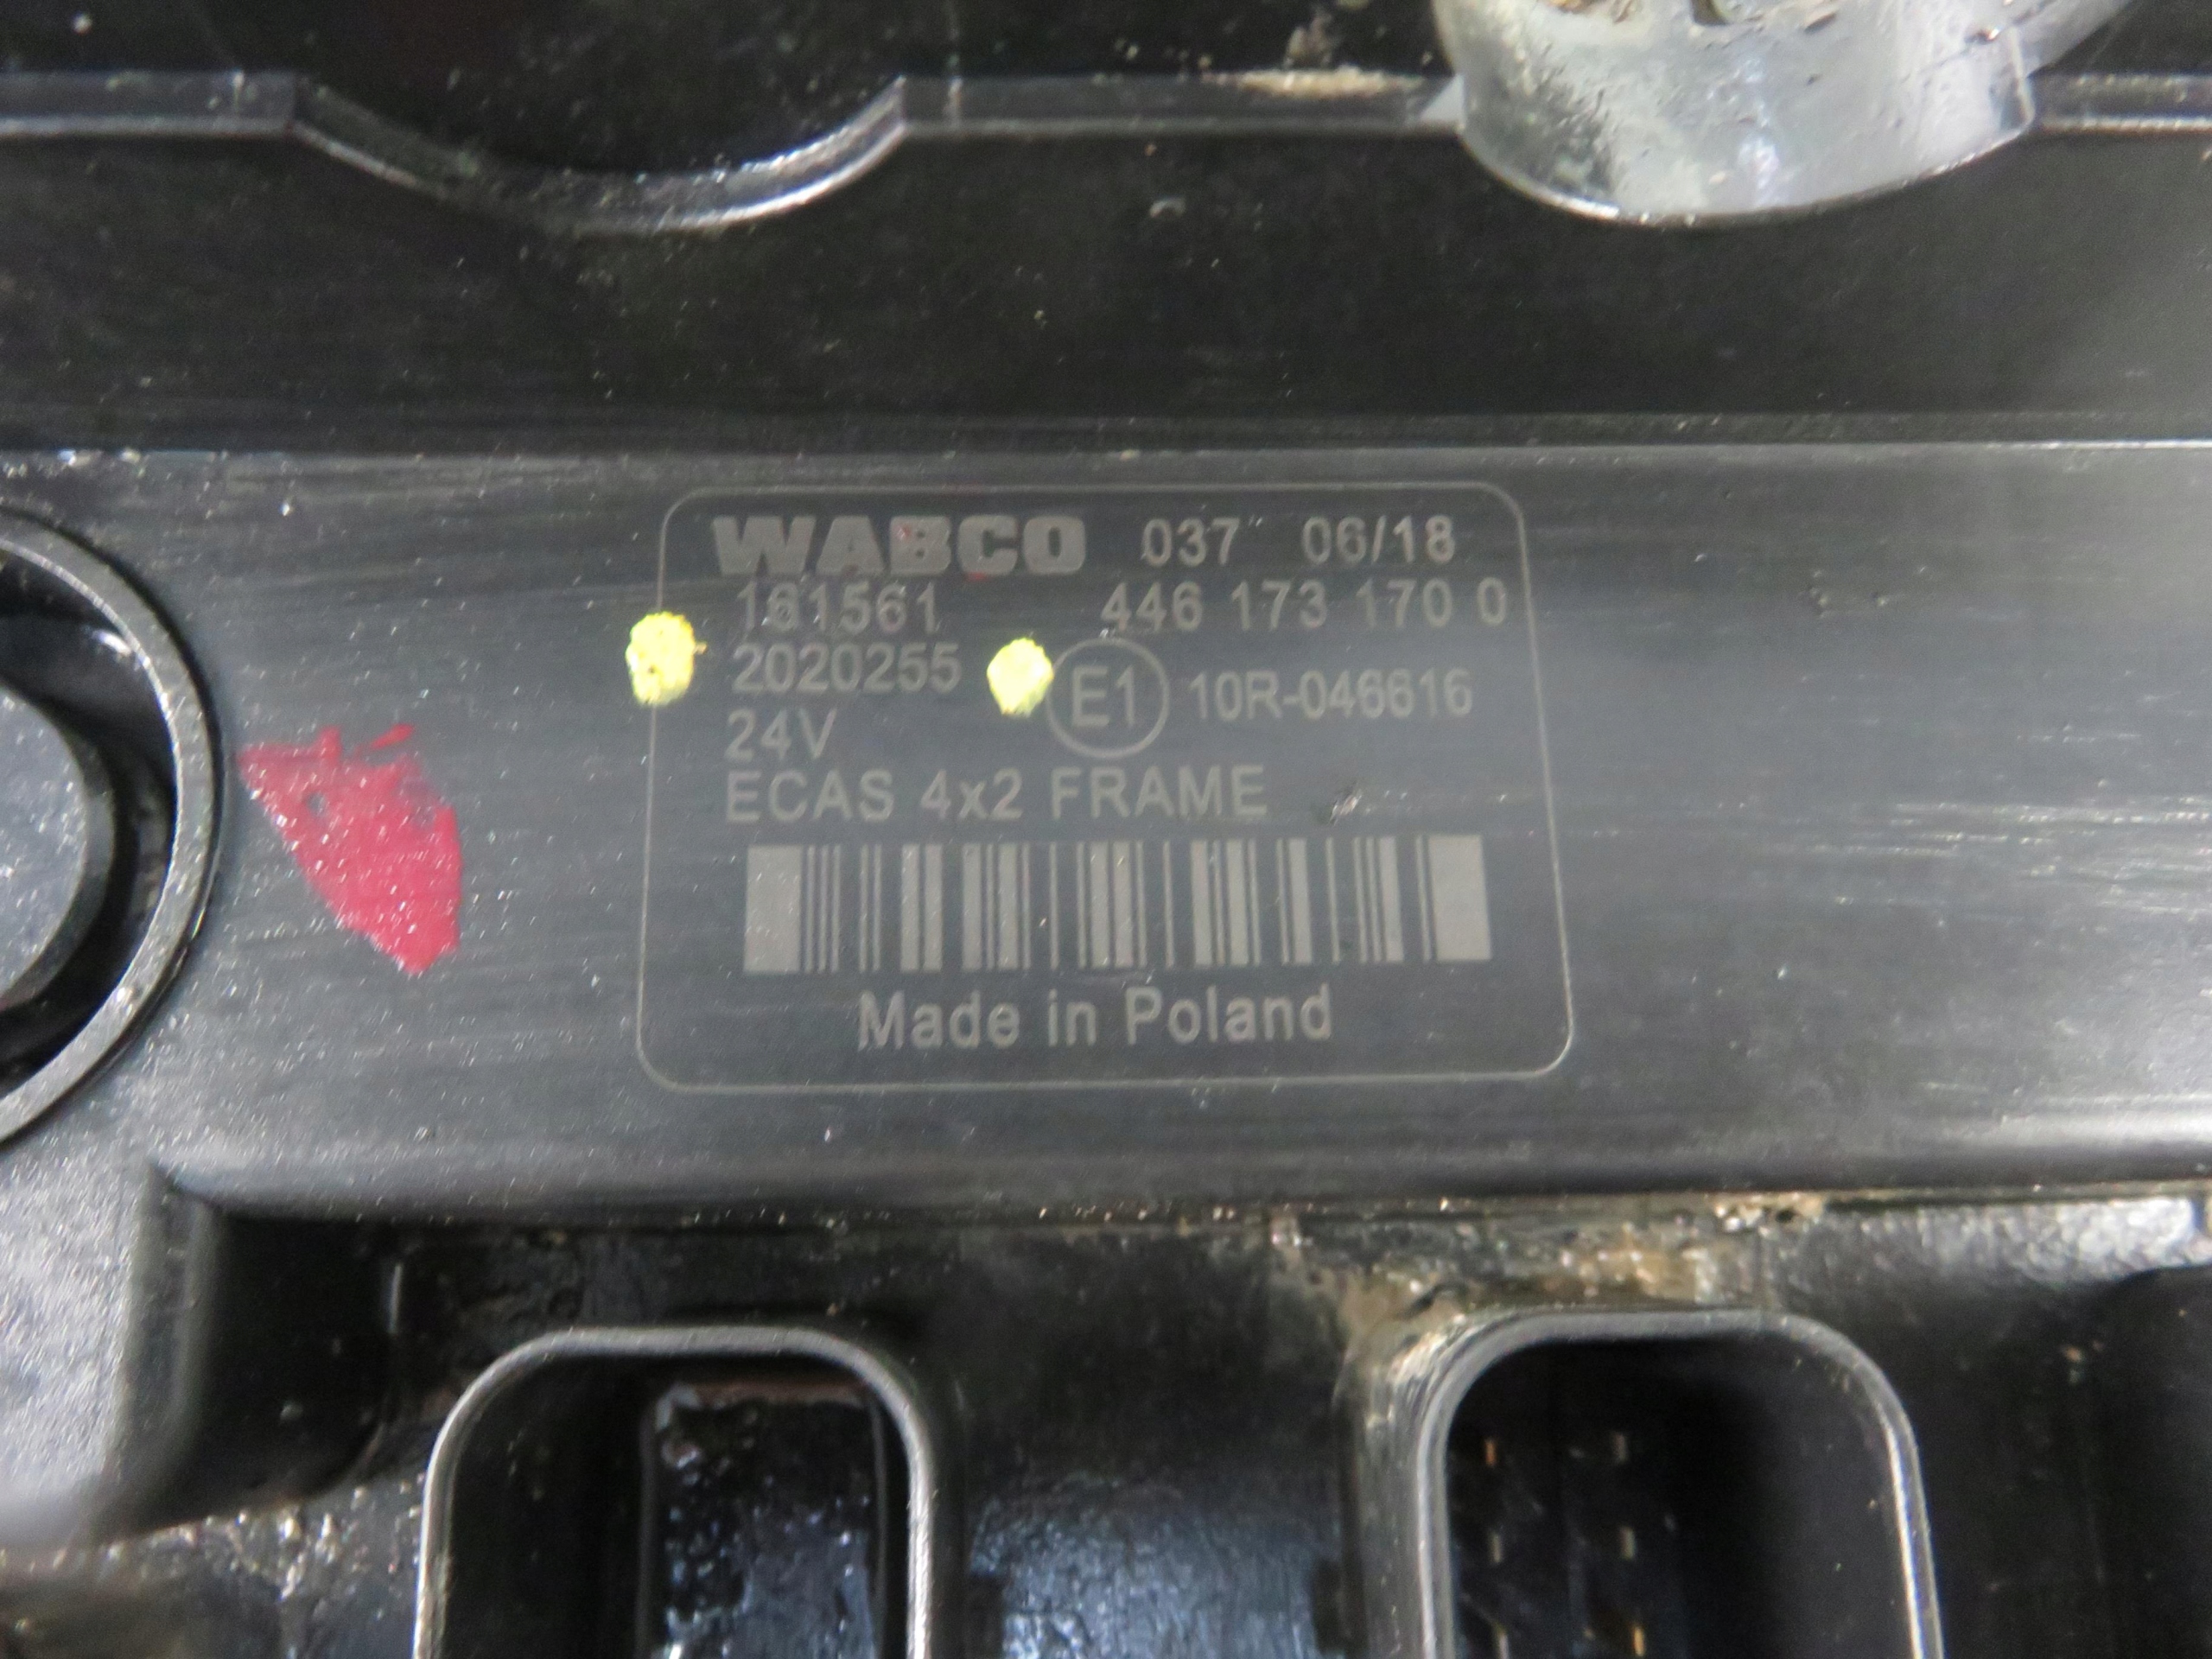 WABCO 037 06/18
161561 446 173 170 0
2020255 E1 10R-046616
24V
ECAS 4x2 FRAME
Made in Poland